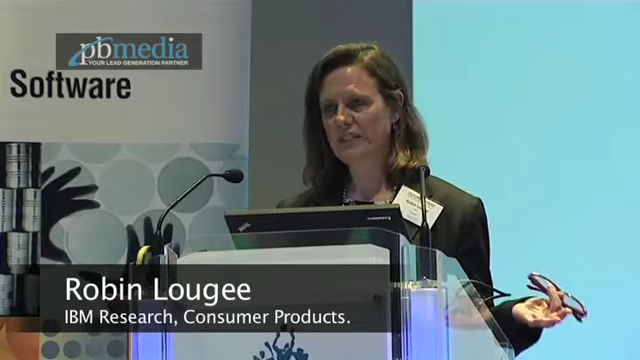 pbmedia
YOUR LEAD GENERATION PARTNER
Software
Robin Lougee
IBM Research, Consumer Products.